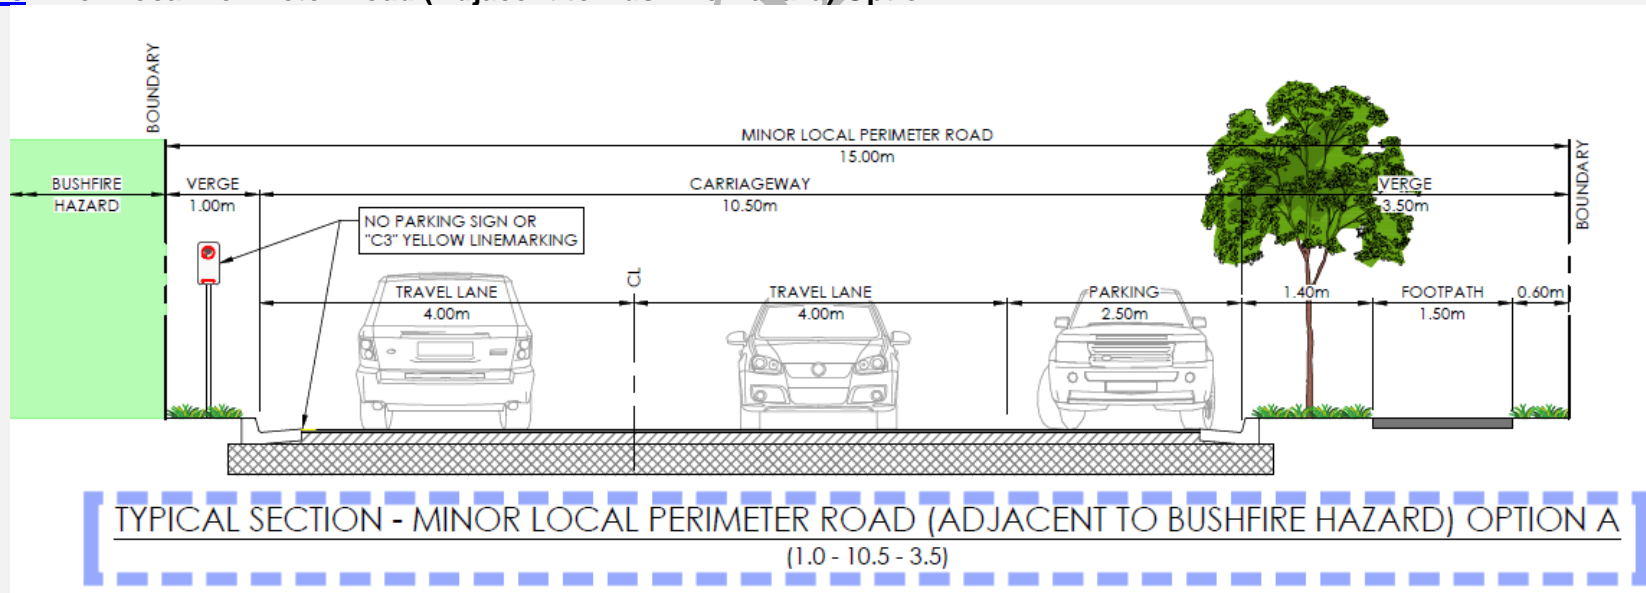 BOUNDARY
MINOR LOCAL PERIMETER ROAD
15.00m
BOUNDARY
BUSHFIRE
HAZARD
VERGE
1.00m
CARRIAGEWAY
10.50m
VERGE
3.50m
NO PARKING SIGN OR
"C3" YELLOW LINEMARKING
CL
TRAVEL LANE
4.00m
TRAVEL LANE
4.00m
PARKING
2.50m
1.40m
FOOTPATH
1.50m
0.60m
TYPICAL SECTION - MINOR LOCAL PERIMETER ROAD (ADJACENT TO BUSHFIRE HAZARD) OPTION A
(1.0 - 10.5 - 3.5)